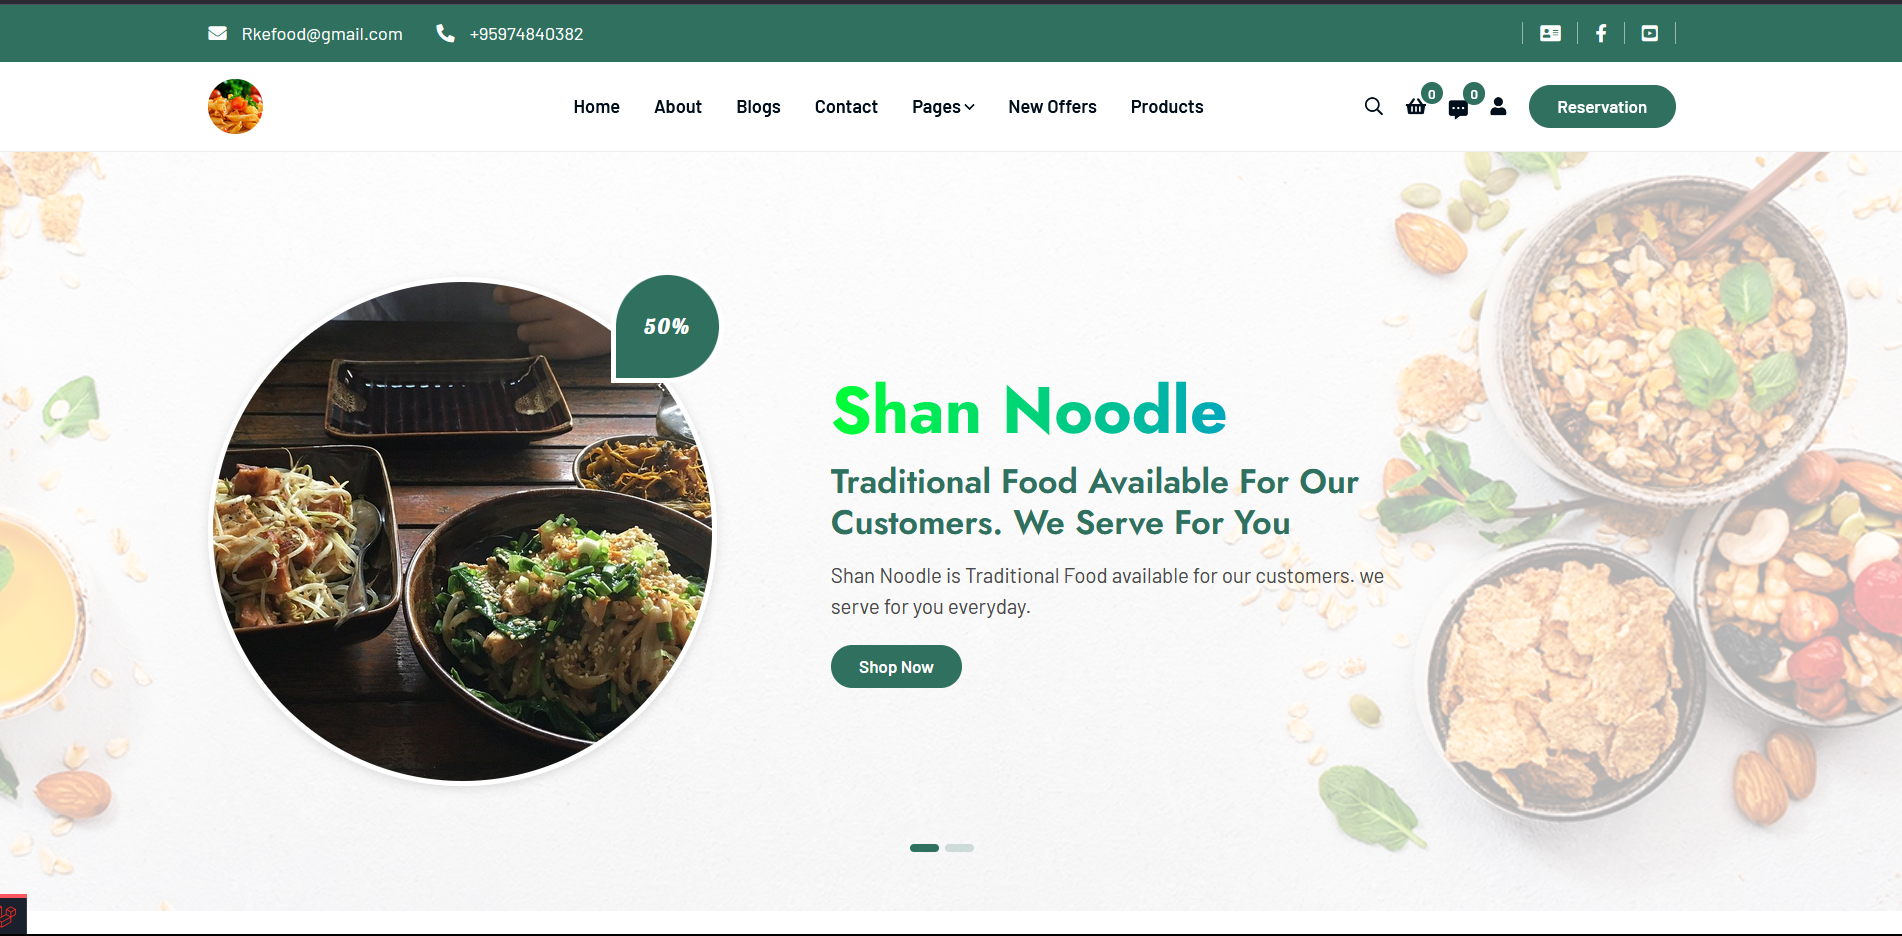 Rkefood@gmail.com
+95974840382
Home About Blogs Contact Pages New Offers Products
0
0
Reservation
50%
Shan Noodle
Traditional Food Available For Our
Customers. We Serve For You
Shan Noodle is Traditional Food available for our customers. we
serve for you everyday.
Shop Now